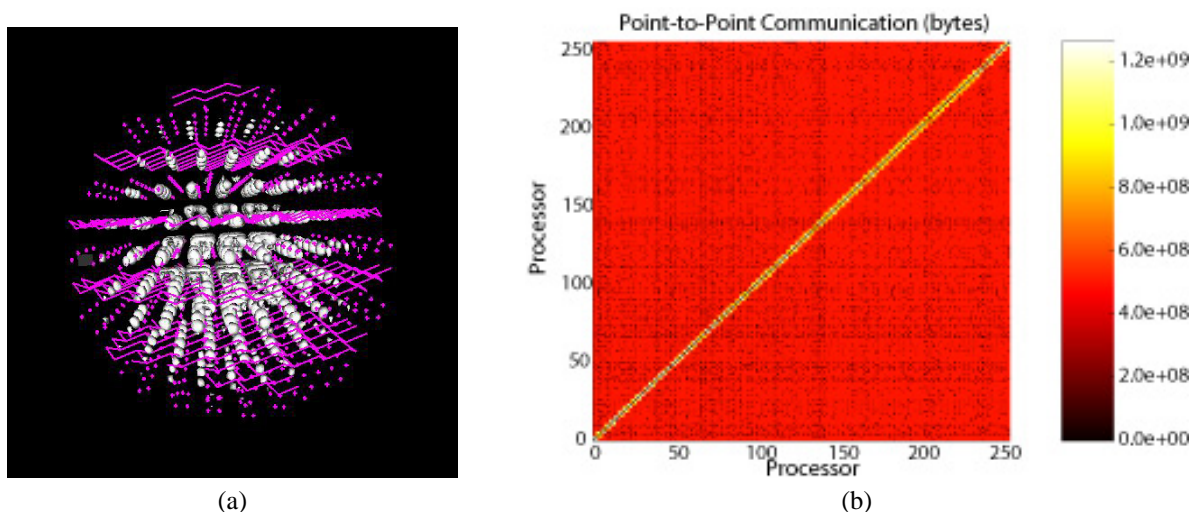 Point-to-Point Communication (bytes)
250
200
150
100
50
0
Processor
0 50 100 150 200 250
Processor
1.2e+09
1.0e+09
8.0e+08
6.0e+08
4.0e+08
2.0e+08
0.0e+00
(a)
(b)